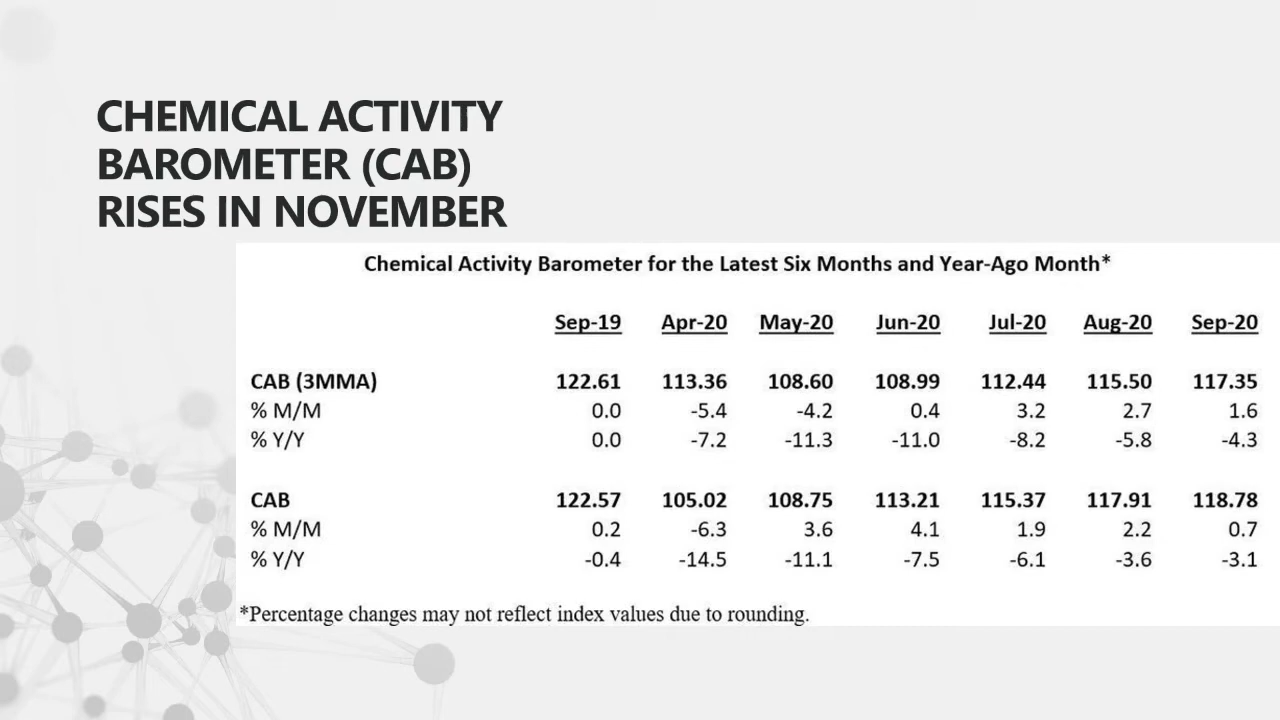 CHEMICAL ACTIVITY
BAROMETER (CAB)
RISES IN NOVEMBER
Chemical Activity Barometer for the Latest Six Months and Year-Ago Month*
Sep-19 Apr-20 May-20 Jun-20 Jul-20 Aug-20 Sep-20
CAB (3MMA) 122.61 113.36 108.60 108.99 112.44 115.50 117.35
% M/M 0.0 -5.4 -4.2 0.4 3.2 2.7 1.6
% Y/Y 0.0 -7.2 -11.3 -11.0 -8.2 -5.8 -4.3
CAB 122.57 105.02 108.75 113.21 115.37 117.91 118.78
% M/M 0.2 -6.3 3.6 4.1 1.9 2.2 0.7
% Y/Y -0.4 -14.5 -11.1 -7.5 -6.1 -3.6 -3.1
*Percentage changes may not reflect index values due to rounding.